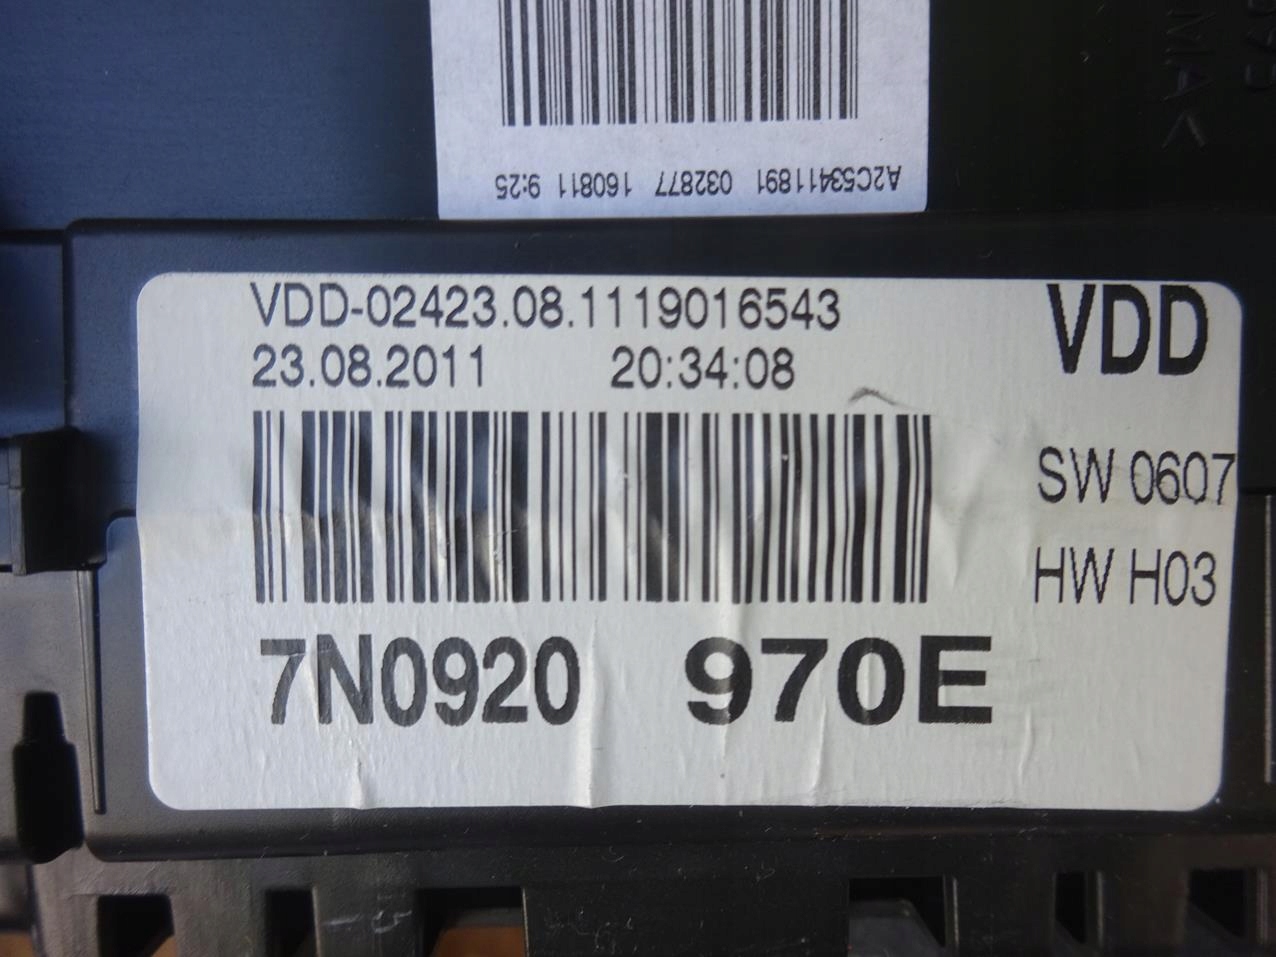 A2C53411891 032877 160811 9:25
VDD-02423.08.1119016543
23.08.2011 20:34:08
VDD
SW 0607
HW H03
7N0920 970E